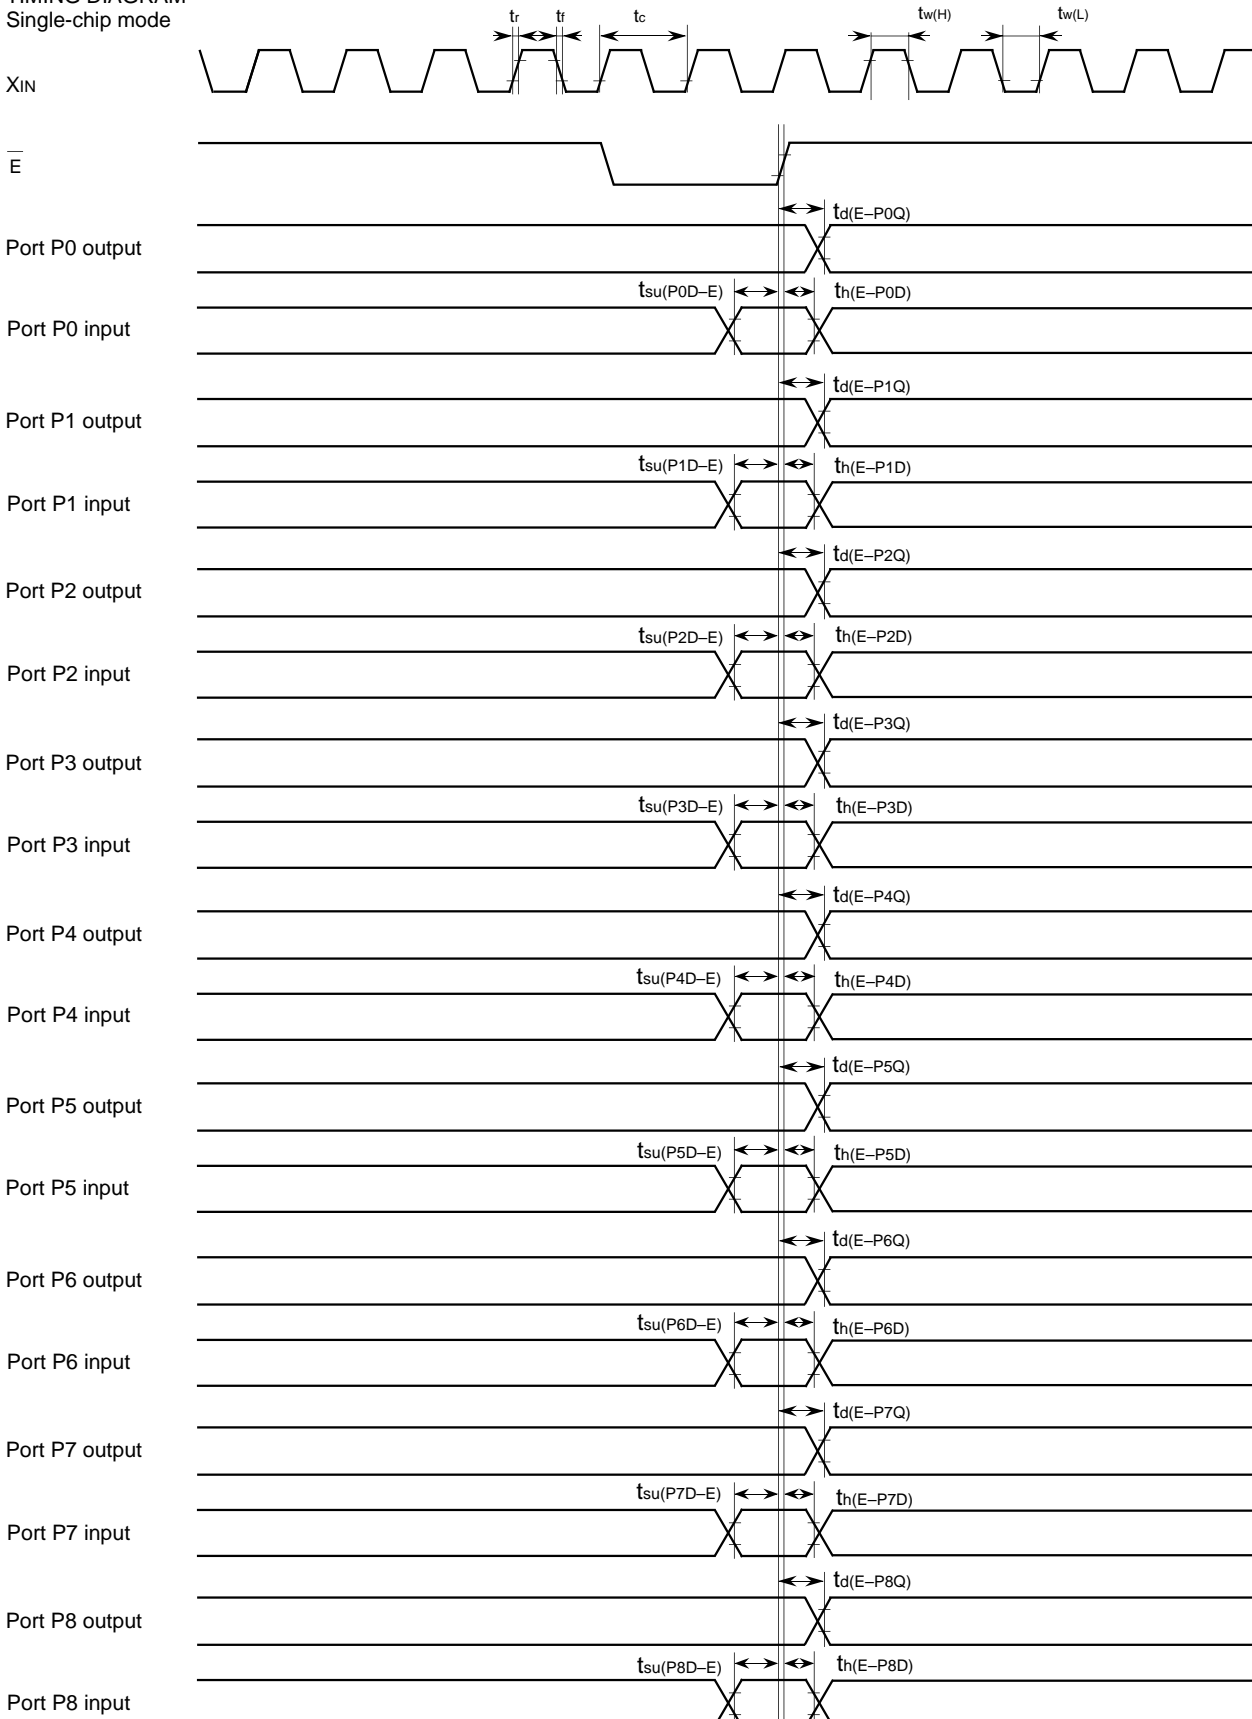 TIMING DIAGRAM
Single-chip mode
tr tf tc tw(H) tw(L)
XIN
E
td(E–P0Q)
Port P0 output
tsu(P0D–E) th(E–P0D)
Port P0 input
td(E–P1Q)
Port P1 output
tsu(P1D–E) th(E–P1D)
Port P1 input
td(E–P2Q)
Port P2 output
tsu(P2D–E) th(E–P2D)
Port P2 input
td(E–P3Q)
Port P3 output
tsu(P3D–E) th(E–P3D)
Port P3 input
td(E–P4Q)
Port P4 output
tsu(P4D–E) th(E–P4D)
Port P4 input
td(E–P5Q)
Port P5 output
tsu(P5D–E) th(E–P5D)
Port P5 input
td(E–P6Q)
Port P6 output
tsu(P6D–E) th(E–P6D)
Port P6 input
td(E–P7Q)
Port P7 output
tsu(P7D–E) th(E–P7D)
Port P7 input
td(E–P8Q)
Port P8 output
tsu(P8D–E) th(E–P8D)
Port P8 input